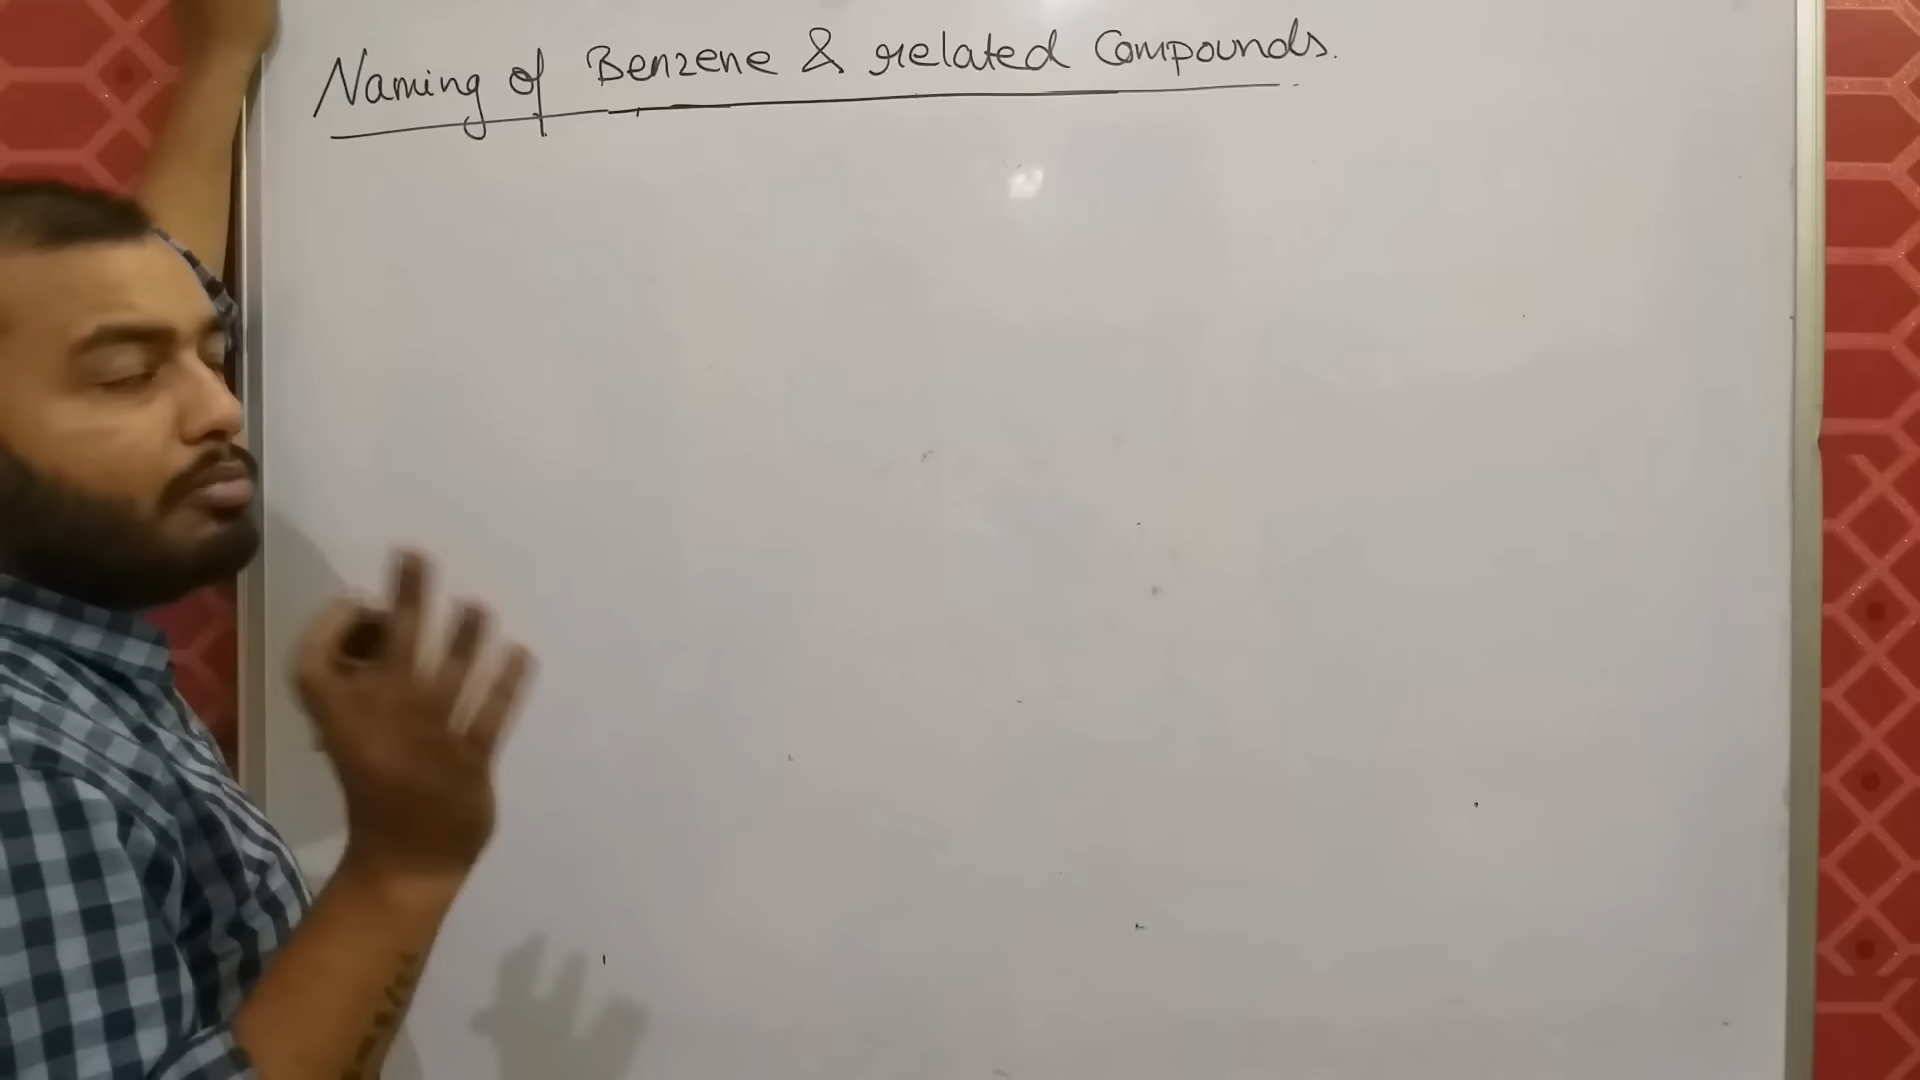 Naming of Benzene & related Compounds.